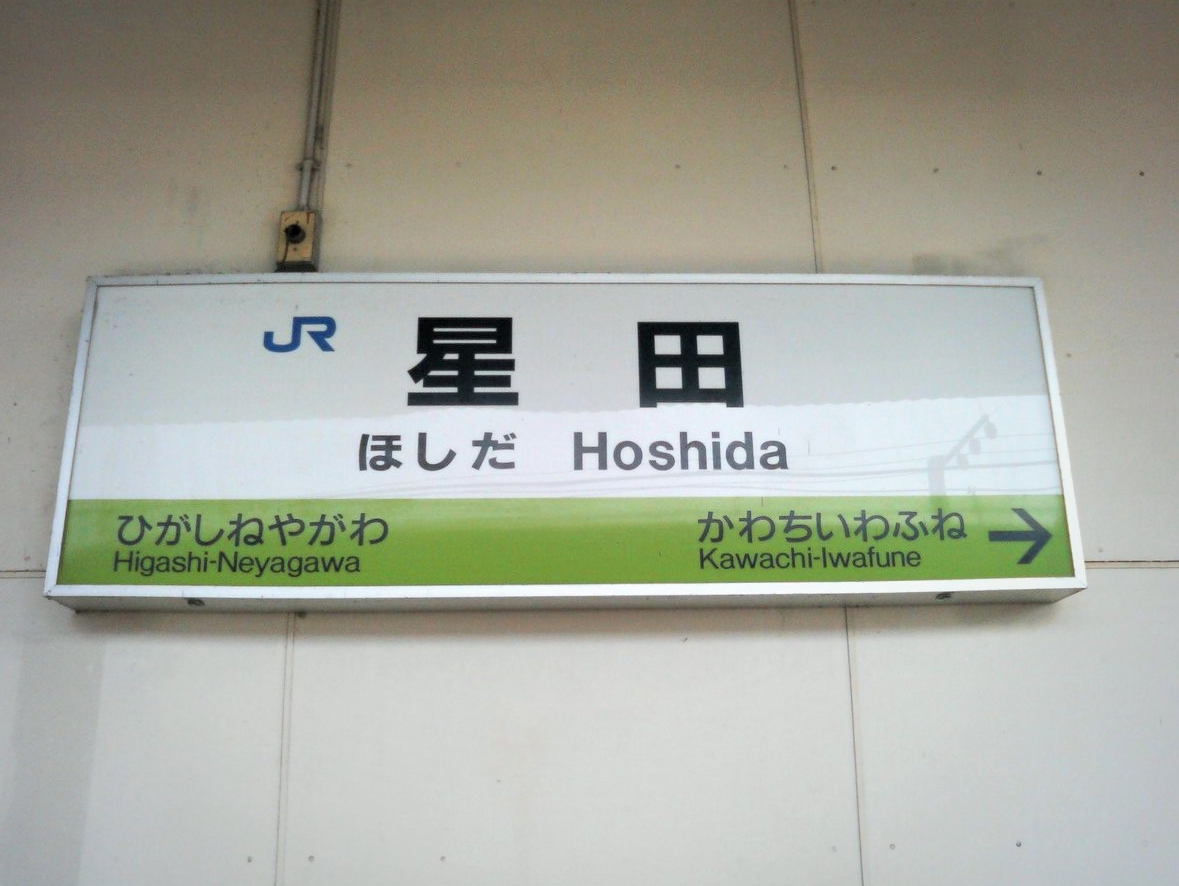 JR 星田
ほしだ Hoshida
ひがしねやがわ かわちいわふね →
Higashi-Neyagawa Kawachi-Iwafune